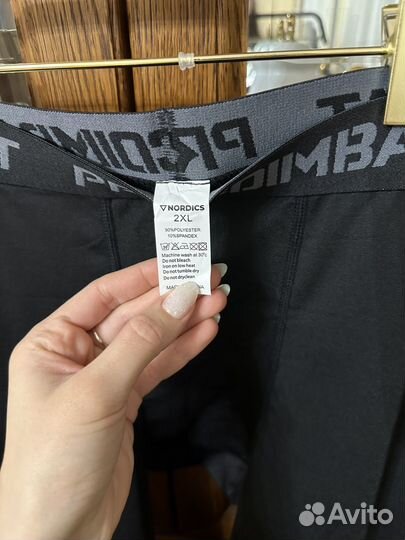 PRODIIMBAT
NORDICS
2XL
90%POLYESTER
10%SPANDEX
Machine wash at 30°c
Do not bleach
Iron on low heat
Do not tumble dry
Do not dryclean
Avito